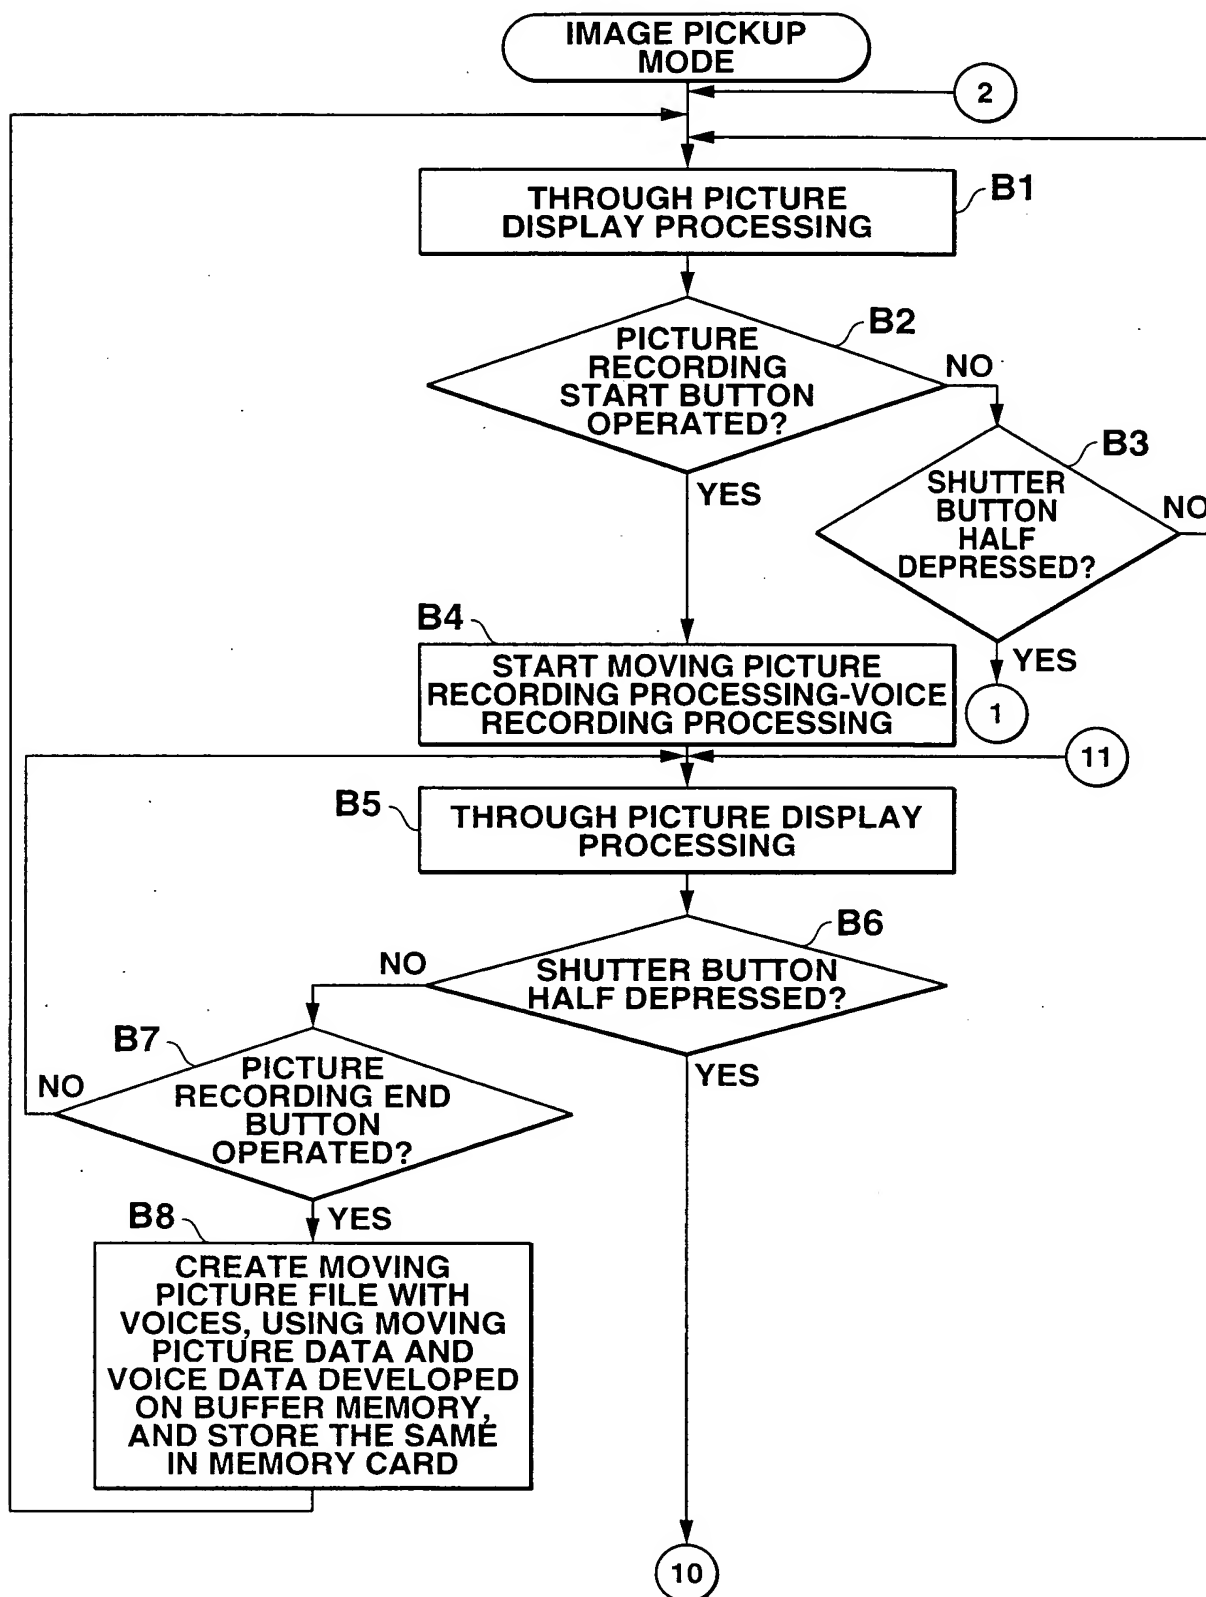 IMAGE PICKUP
MODE
2
THROUGH PICTURE
DISPLAY PROCESSING
B1
PICTURE
RECORDING
START BUTTON
OPERATED?
B2
NO
YES
SHUTTER
BUTTON
HALF
DEPRESSED?
B3
NO
YES
1
B4
START MOVING PICTURE
RECORDING PROCESSING-VOICE
RECORDING PROCESSING
11
B5
THROUGH PICTURE DISPLAY
PROCESSING
B6
SHUTTER BUTTON
HALF DEPRESSED?
NO
YES
B7
PICTURE
RECORDING END
BUTTON
OPERATED?
NO
YES
B8
CREATE MOVING
PICTURE FILE WITH
VOICES, USING MOVING
PICTURE DATA AND
VOICE DATA DEVELOPED
ON BUFFER MEMORY,
AND STORE THE SAME
IN MEMORY CARD
10